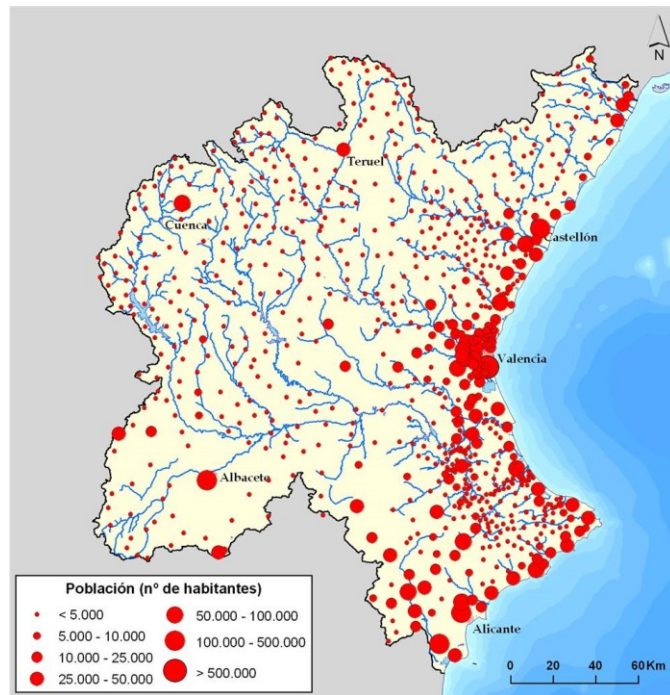 N
Teruel
Cuenca
Castellón
Valencia
Albacete
Alicante
Población (nº de habitantes)
< 5.000
5.000 - 10.000
10.000 - 25.000
25.000 - 50.000
50.000 - 100.000
100.000 - 500.000
> 500.000
0 20 40 60 Km